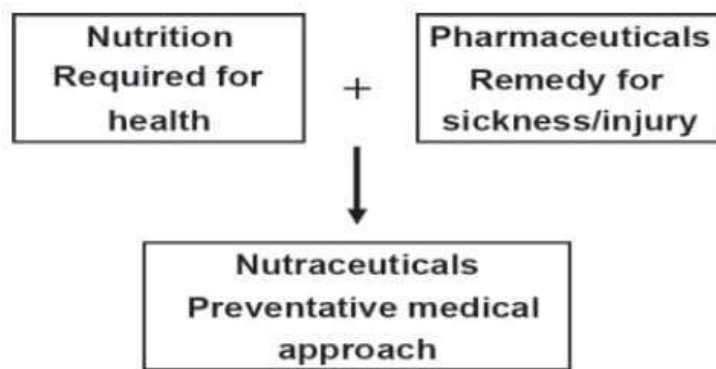 Nutrition
Required for
health
+
Pharmaceuticals
Remedy for
sickness/injury
Nutraceuticals
Preventative medical
approach